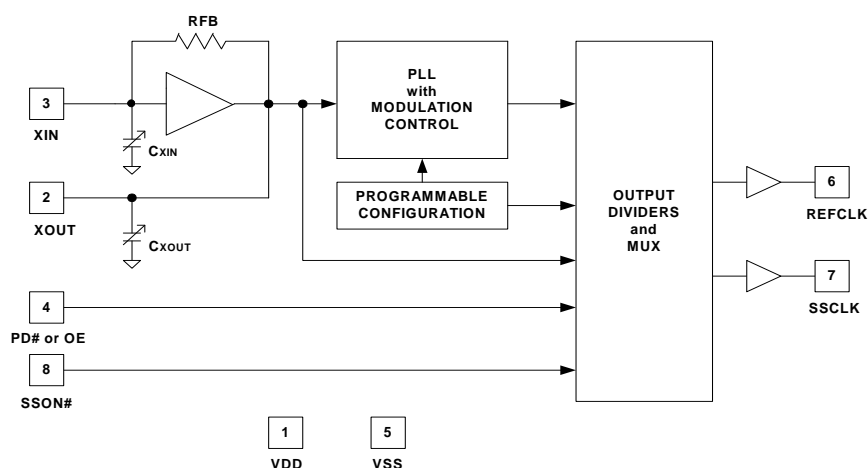 RFB
3
XIN
CXIN
2
XOUT
CXOUT
4
PD# or OE
8
SSON#
PLL
with
MODULATION
CONTROL
PROGRAMMABLE
CONFIGURATION
OUTPUT
DIVIDERS
and
MUX
6
REFCLK
7
SSCLK
1
VDD
5
VSS